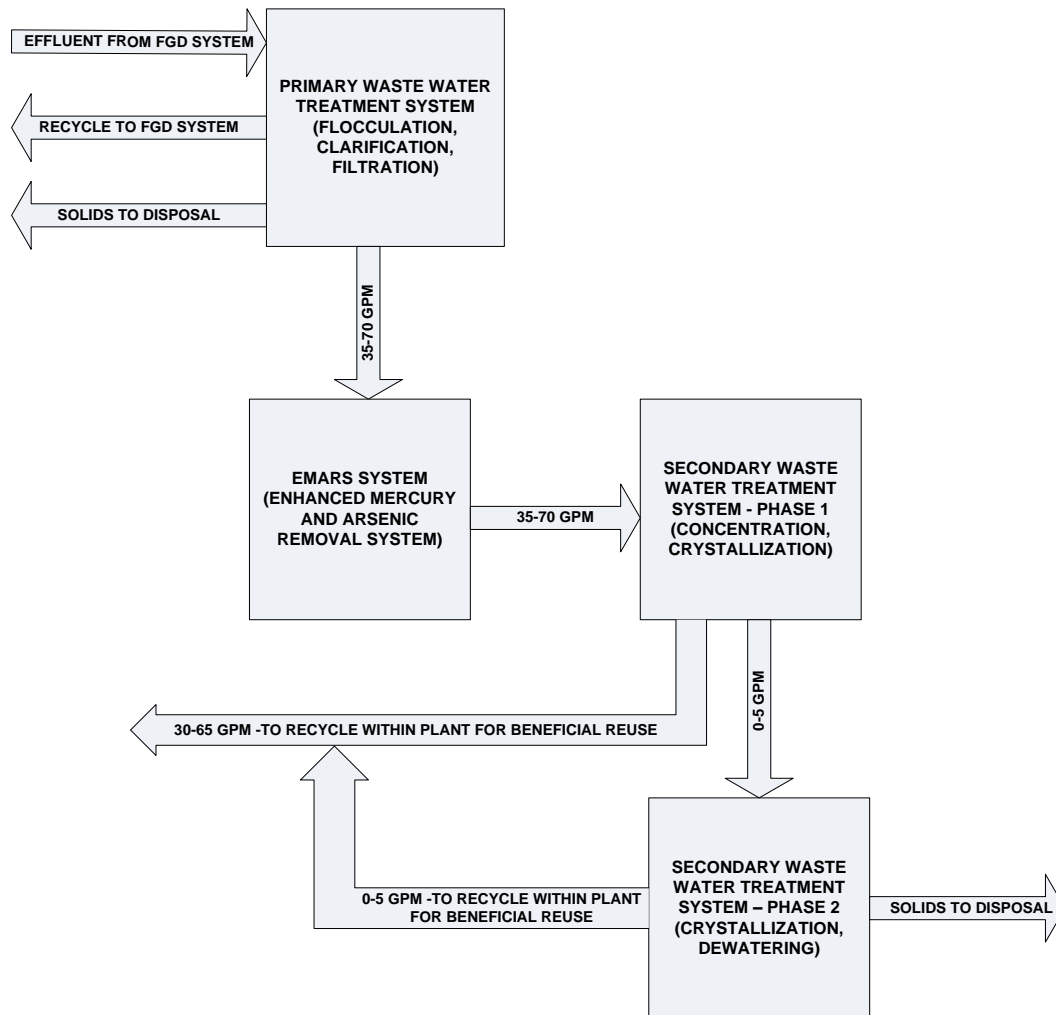 EFFLUENT FROM FGD SYSTEM
PRIMARY WASTE WATER
TREATMENT SYSTEM
(FLOCCULATION,
CLARIFICATION,
FILTRATION)
RECYCLE TO FGD SYSTEM
SOLIDS TO DISPOSAL
35-70 GPM
EMARS SYSTEM
(ENHANCED MERCURY
AND ARSENIC
REMOVAL SYSTEM)
35-70 GPM
SECONDARY WASTE
WATER TREATMENT
SYSTEM - PHASE 1
(CONCENTRATION,
CRYSTALLIZATION)
0-5 GPM
30-65 GPM -TO RECYCLE WITHIN PLANT FOR BENEFICIAL REUSE
SECONDARY WASTE
WATER TREATMENT
SYSTEM – PHASE 2
(CRYSTALLIZATION,
DEWATERING)
0-5 GPM -TO RECYCLE WITHIN PLANT
FOR BENEFICIAL REUSE
SOLIDS TO DISPOSAL